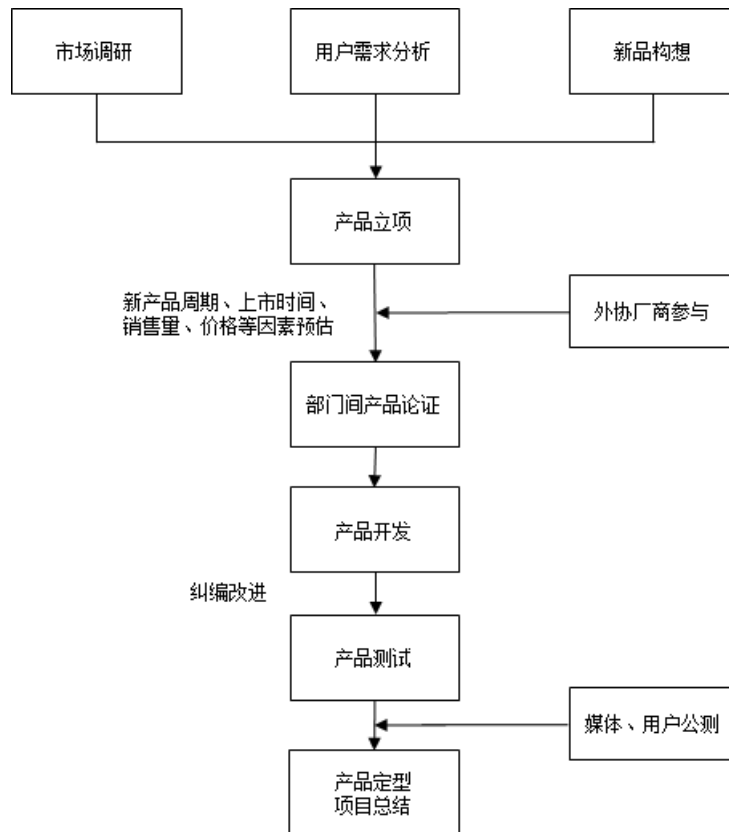 市场调研
用户需求分析
新品构想
产品立项
新产品周期、上市时间、
销售量、价格等因素预估
外协厂商参与
部门间产品论证
产品开发
纠编改进
产品测试
媒体、用户公测
产品定型
项目总结